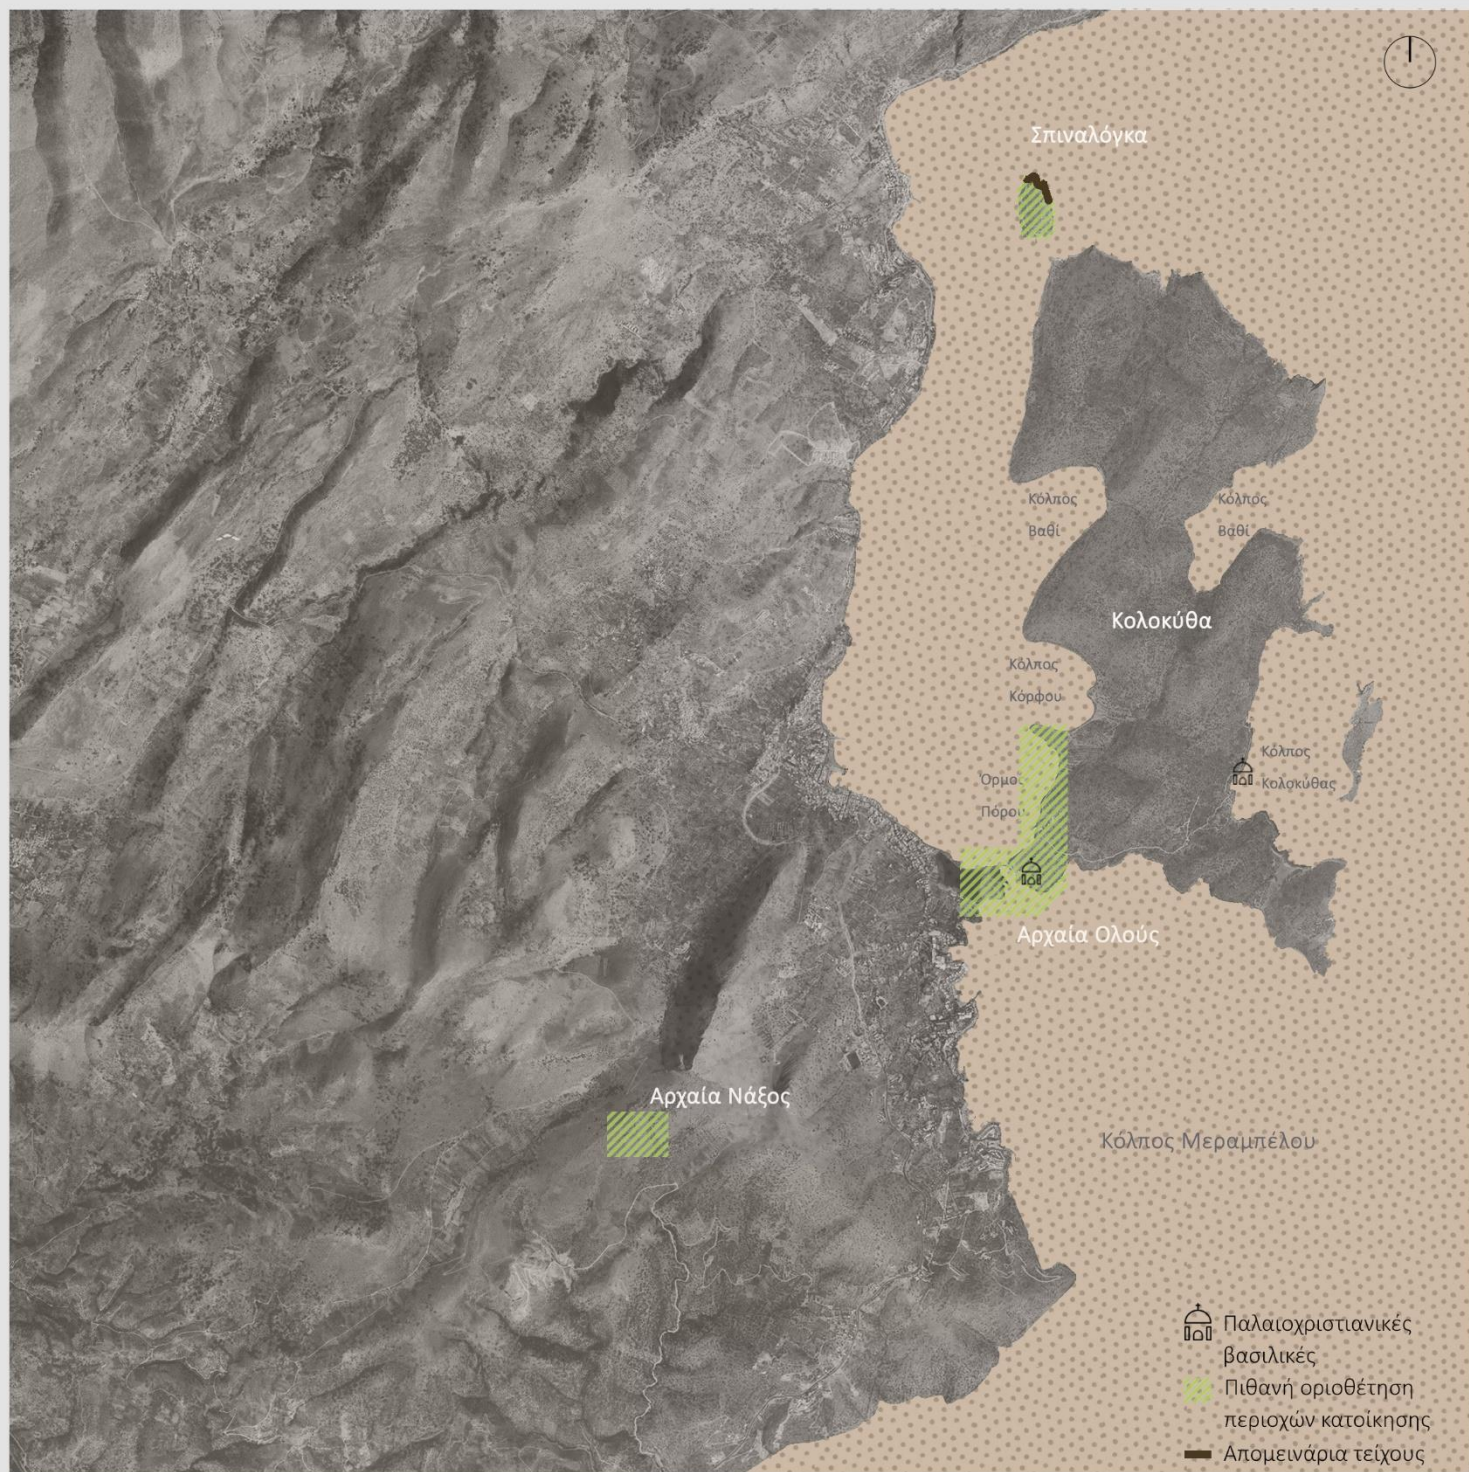 Σπιναλόγκα
Κόλπος
Βαθί
Κόλπος
Βαθί
Κολοκύθα
Κόλπος
Κόρφου
Κόλπος
Κολοκύθας
Όρμο
Πόρου
Αρχαία Ολούς
Αρχαία Νάξος
Κόλπος Μεραμπέλου
Παλαιοχριστιανικές
βασιλικές
Πιθανή οριοθέτηση
περιοχών κατοίκησης
Απομεινάρια τείχους